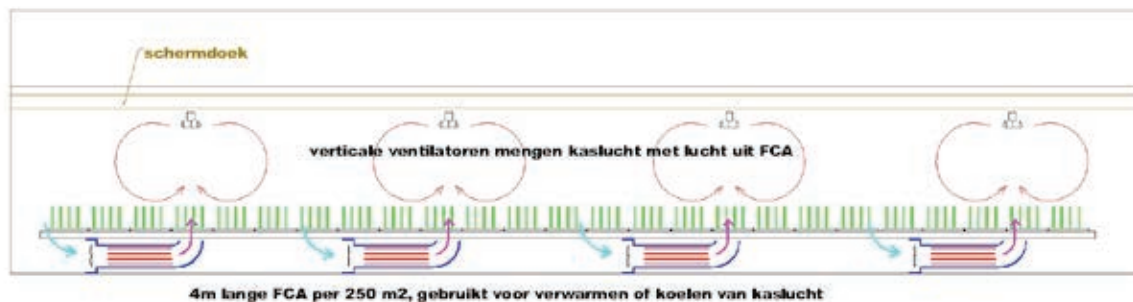 schermdoek
verticale ventilatoren mengen kaslucht met lucht uit FCA
4m lange FCA per 250 m2, gebruikt voor verwarmen of koelen van kaslucht